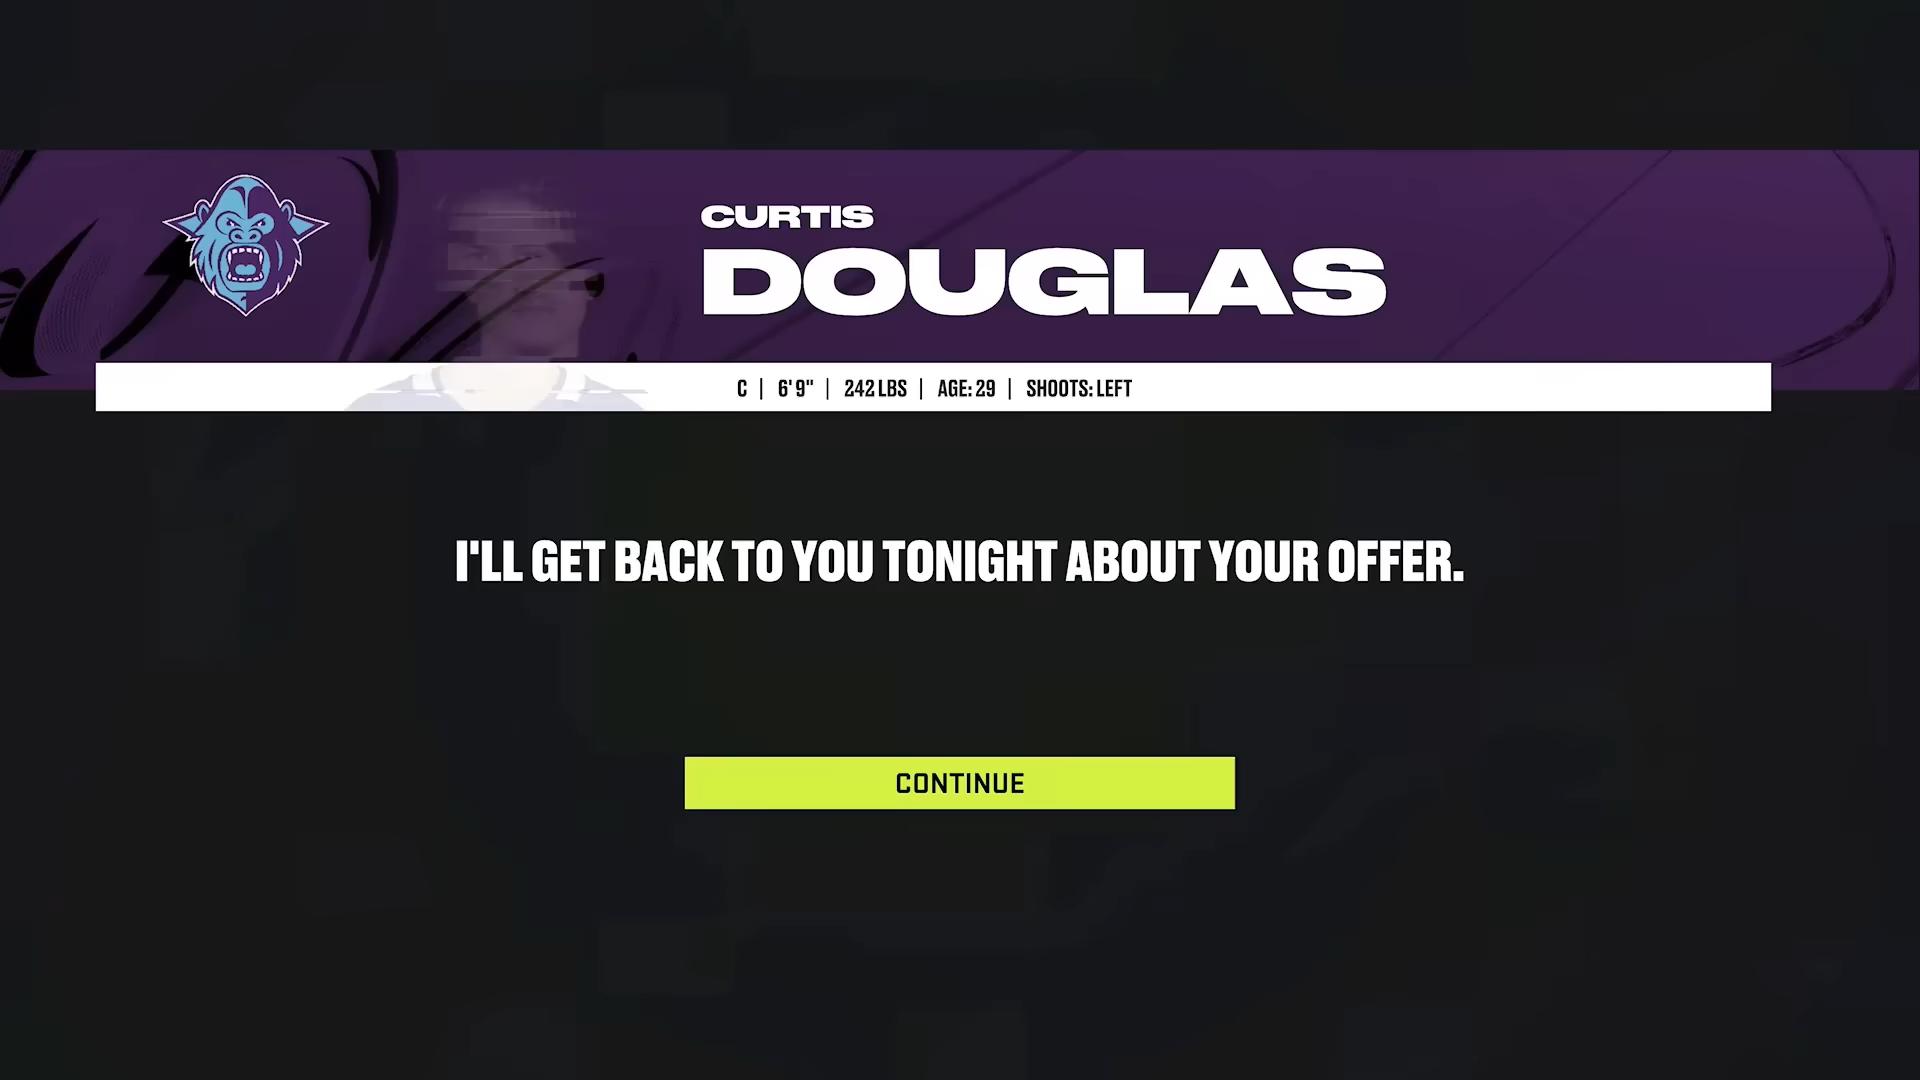 CURTIS
DOUGLAS
C | 6' 9" | 242 LBS | AGE: 29 | SHOOTS: LEFT
I'LL GET BACK TO YOU TONIGHT ABOUT YOUR OFFER.
CONTINUE